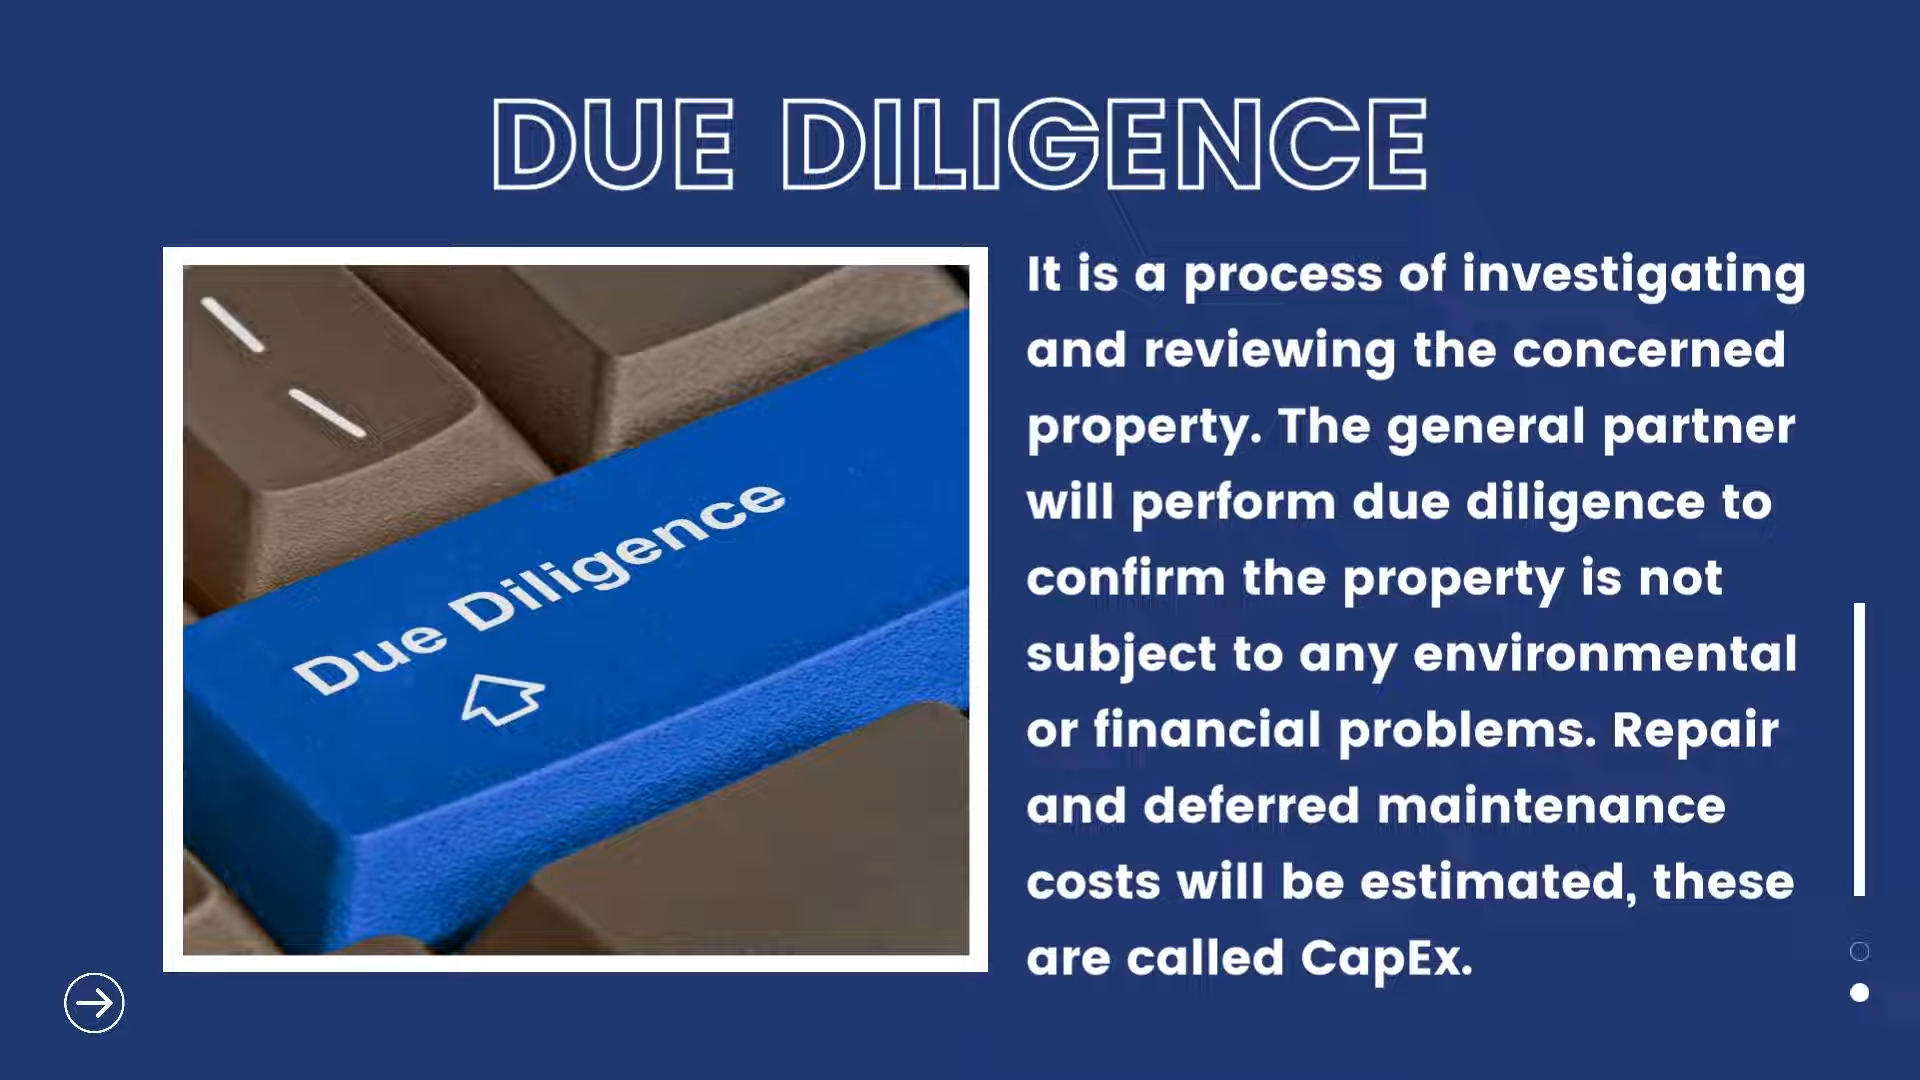 DUE DILIGENCE
Due Diligence
It is a process of investigating
and reviewing the concerned
property. The general partner
will perform due diligence to
confirm the property is not
subject to any environmental
or financial problems. Repair
and deferred maintenance
costs will be estimated, these
are called CapEx.